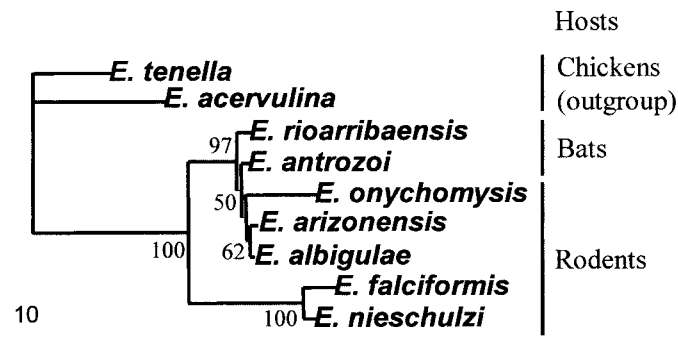 Hosts
E. tenella
E. acervulina
Chickens
(outgroup)
E. rioarribaensis
97
E. antrozoi
Bats
E. onychomysis
50
E. arizonensis
100
62
E. albigulae
Rodents
E. falciformis
10
100
E. nieschulzi